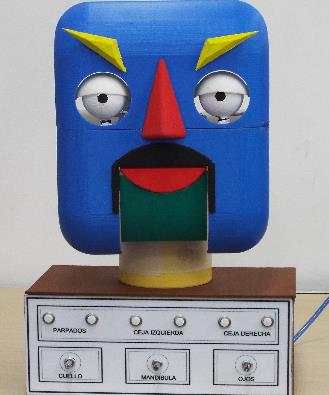 PARPADOS CEJA IZQUIERDA CEJA DERECHA
CUELLO MANDIBULA OJOS